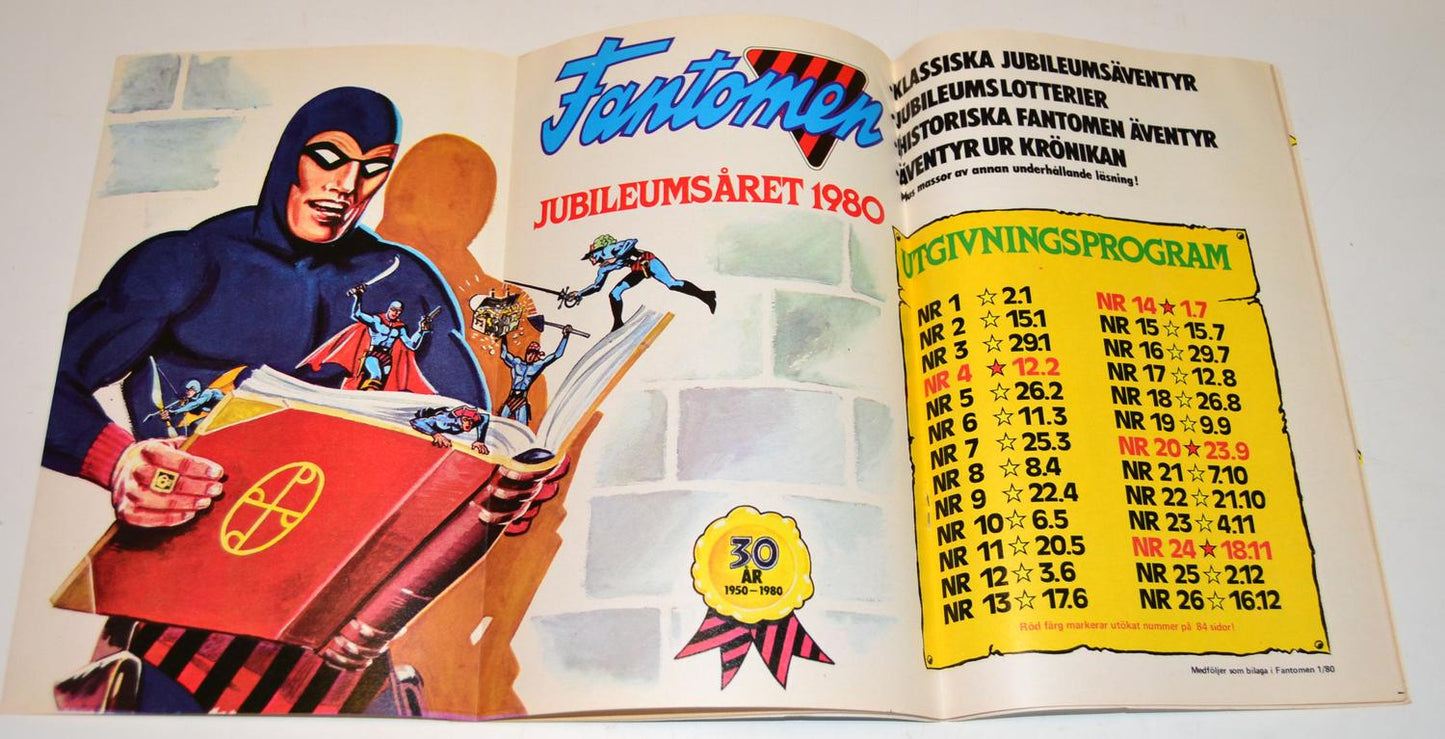 Fantomen
JUBILEUMSÅRET 1980
30
ÅR
1950-1980
*KLASSISKA JUBILEUMSÄVENTYR
*JUBILEUMSLOTTERIER
*HISTORISKA FANTOMEN ÄVENTYR
*ÄVENTYR UR KRÖNIKAN
Plus massor av annan underhållande läsning!
UTGIVNINGSPROGRAM
NR 1 ☆ 2.1
NR 2 ☆ 15.1
NR 3 ☆ 29.1
NR 4 ★ 12.2
NR 5 ☆ 26.2
NR 6 ☆ 11.3
NR 7 ☆ 25.3
NR 8 ☆ 8.4
NR 9 ☆ 22.4
NR 10 ☆ 6.5
NR 11 ☆ 20.5
NR 12 ☆ 3.6
NR 13 ☆ 17.6
NR 14 ★ 1.7
NR 15 ☆ 15.7
NR 16 ☆ 29.7
NR 17 ☆ 12.8
NR 18 ☆ 26.8
NR 19 ☆ 9.9
NR 20 ★ 23.9
NR 21 ☆ 7.10
NR 22 ☆ 21.10
NR 23 ☆ 4.11
NR 24 ★ 18.11
NR 25 ☆ 2.12
NR 26 ☆ 16.12
Röd färg markerar utökat nummer på 84 sidor!
Medföljer som bilaga i Fantomen 1/80